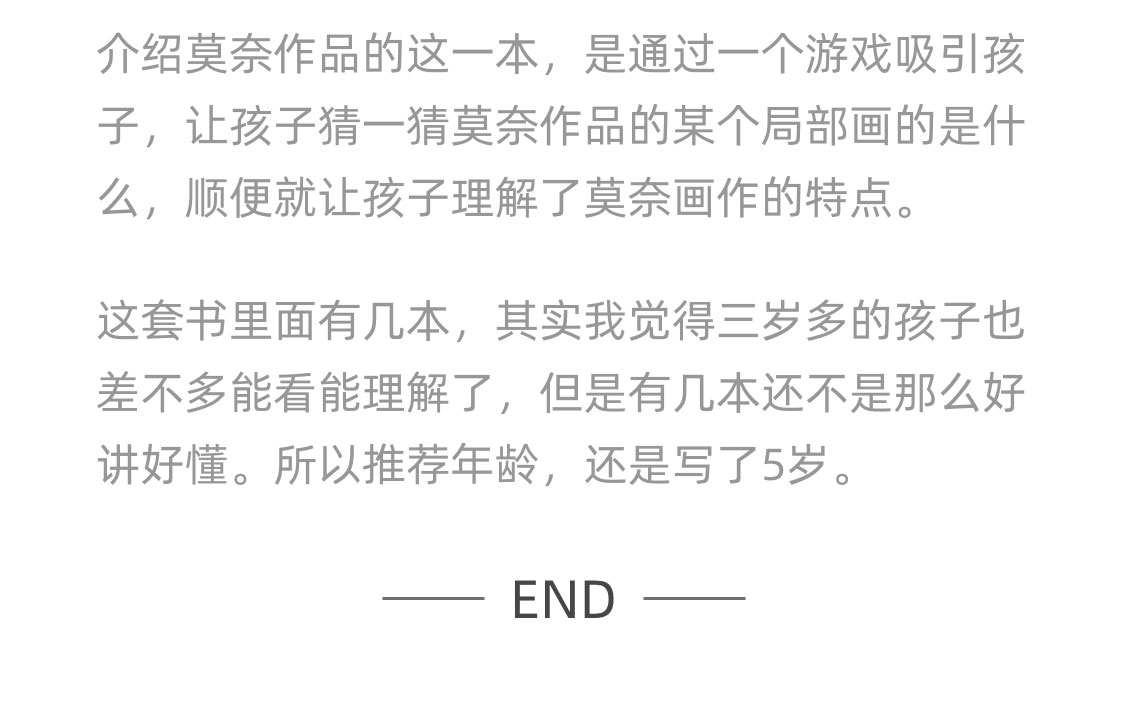 介绍莫奈作品的这一本，是通过一个游戏吸引孩
子，让孩子猜一猜莫奈作品的某个局部画的是什
么，顺便就让孩子理解了莫奈画作的特点。
这套书里面有几本，其实我觉得三岁多的孩子也
差不多能看能理解了，但是有几本还不是那么好
讲好懂。所以推荐年龄，还是写了5岁。
END